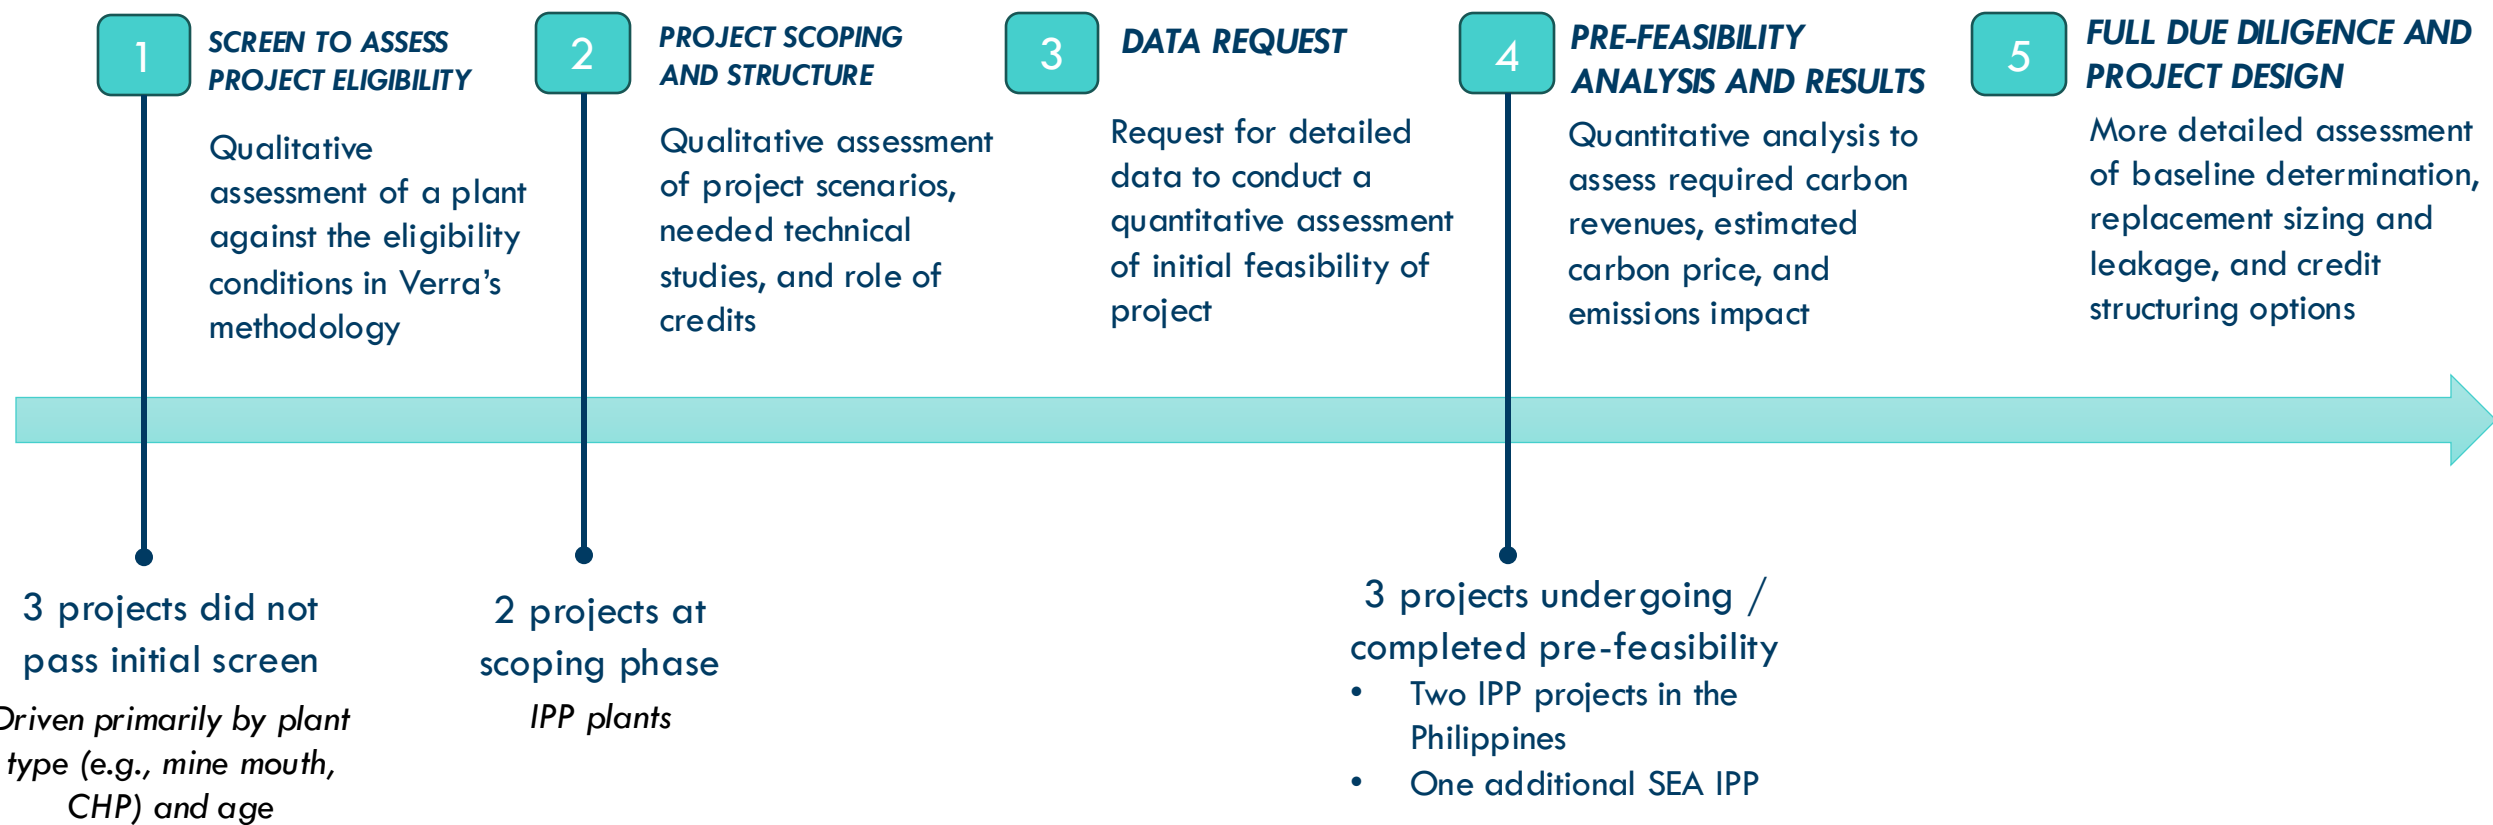 1
SCREEN TO ASSESS
PROJECT ELIGIBILITY
Qualitative
assessment of a plant
against the eligibility
conditions in Verra's
methodology
2
PROJECT SCOPING
AND STRUCTURE
Qualitative assessment
of project scenarios,
needed technical
studies, and role of
credits
3
DATA REQUEST
Request for detailed
data to conduct a
quantitative assessment
of initial feasibility of
project
4
PRE-FEASIBILITY
ANALYSIS AND RESULTS
Quantitative analysis to
assess required carbon
revenues, estimated
carbon price, and
emissions impact
5
FULL DUE DILIGENCE AND
PROJECT DESIGN
More detailed assessment
of baseline determination,
replacement sizing and
leakage, and credit
structuring options
3 projects did not
pass initial screen
Driven primarily by plant
type (e.g., mine mouth,
CHP) and age
2 projects at
scoping phase
IPP plants
3 projects undergoing /
completed pre-feasibility
• Two IPP projects in the
Philippines
• One additional SEA IPP